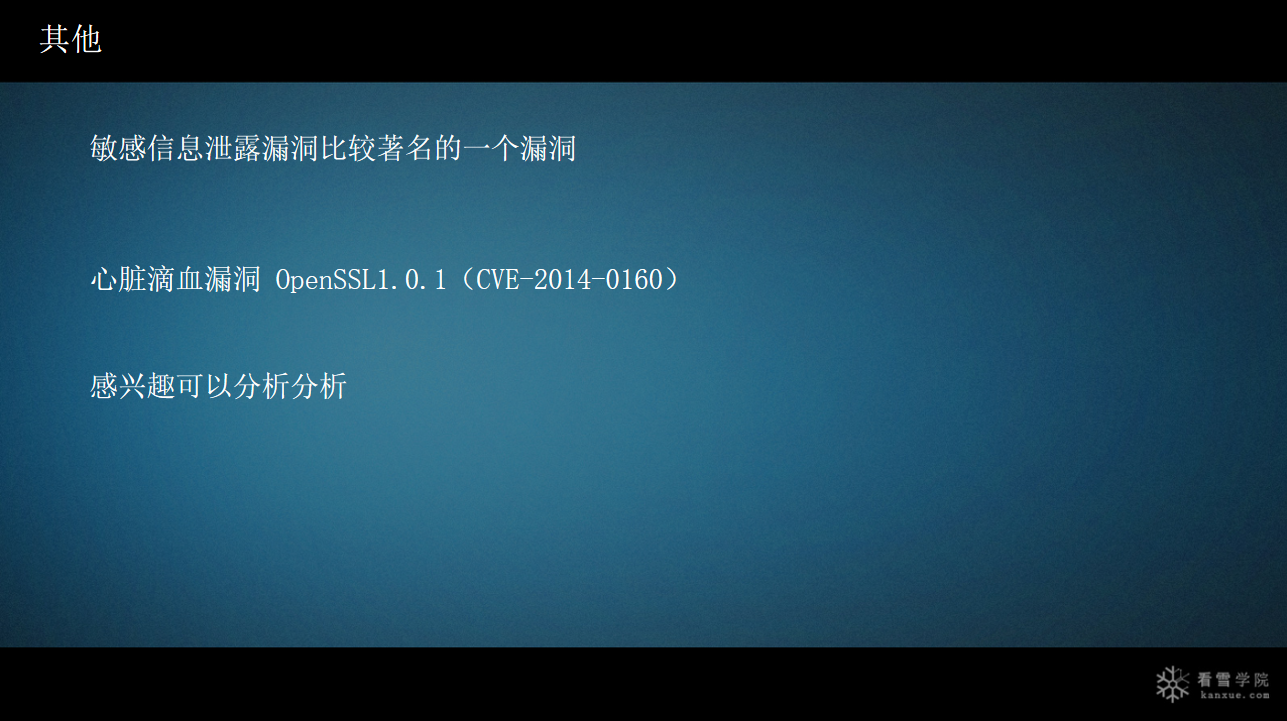 其他
敏感信息泄露漏洞比较著名的一个漏洞
心脏滴血漏洞 OpenSSL1.0.1（CVE-2014-0160）
感兴趣可以分析分析
看雪学院
kanxue.com